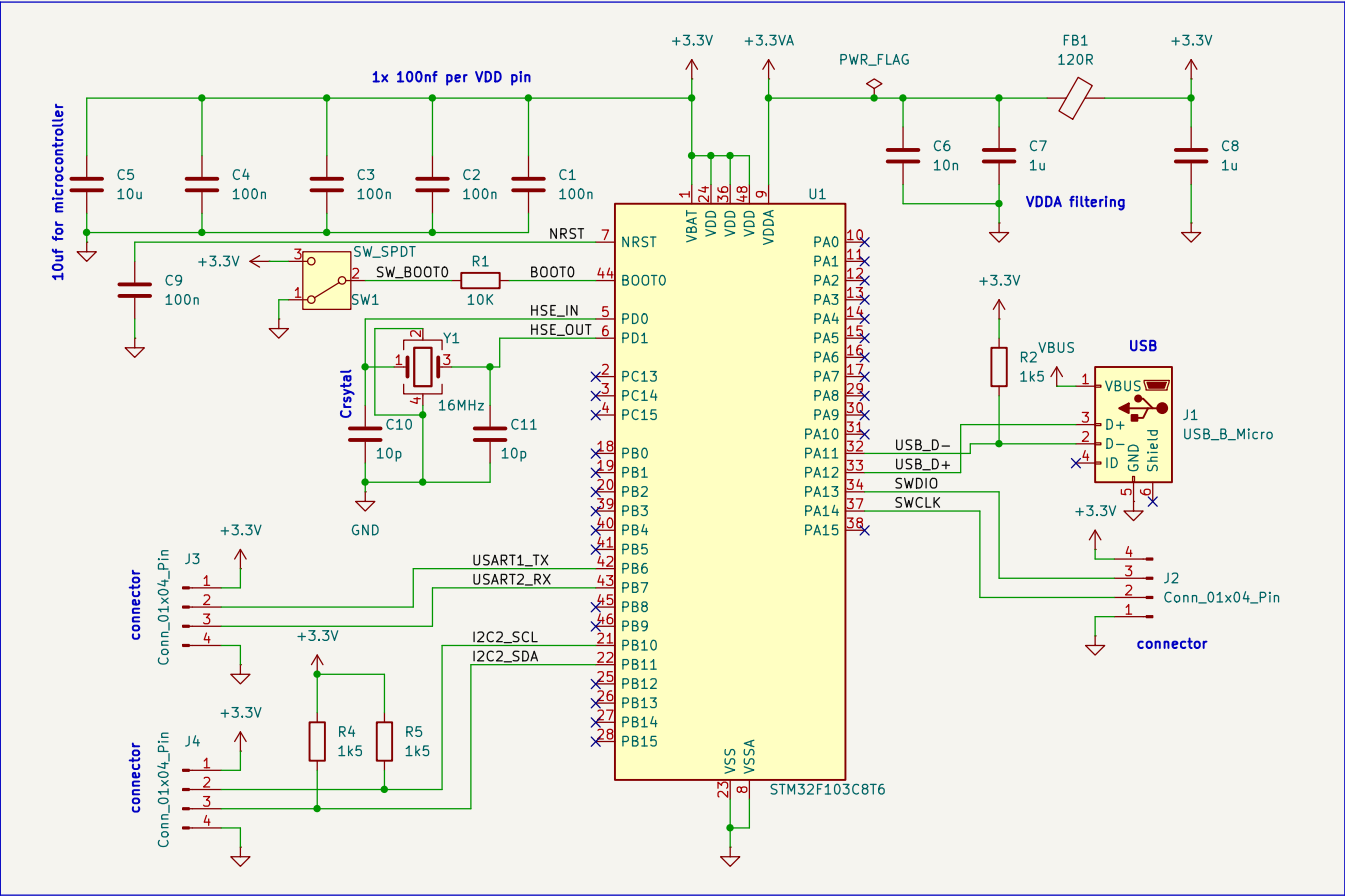 +3.3V
+3.3VA
PWR_FLAG
FB1
120R
+3.3V
1x 100nf per VDD pin
10uf for microcontroller
C5
10u
C4
100n
C3
100n
C2
100n
C1
100n
C6
10n
C7
1u
C8
1u
VDDA filtering
1
24
36
48
9
U1
VBAT
VDD
VDD
VDD
VDDA
NRST
7
NRST
C9
100n
+3.3V
SW_SPDT
3
2
1
SW1
SW_BOOT0
R1
10K
BOOT0
44
BOOT0
HSE_IN
5
PD0
HSE_OUT
6
PD1
Crsytal
Y1
2
1
3
4
16MHz
C10
10p
C11
10p
GND
2
PC13
3
PC14
4
PC15
18
PB0
19
PB1
20
PB2
39
PB3
40
PB4
41
PB5
USART1_TX
42
PB6
USART2_RX
43
PB7
45
PB8
46
PB9
I2C2_SCL
21
PB10
I2C2_SDA
22
PB11
25
PB12
26
PB13
27
PB14
28
PB15
PA0
10
PA1
11
PA2
12
PA3
13
PA4
14
PA5
15
PA6
16
PA7
17
PA8
29
PA9
30
PA10
31
PA11
32
USB_D-
PA12
33
USB_D+
PA13
34
SWDIO
PA14
37
SWCLK
PA15
38
VSS
VSSA
23
8
STM32F103C8T6
+3.3V
R2
1k5
VBUS
USB
1
VBUS
3
D+
2
D-
4
ID
GND
Shield
5
6
J1
USB_B_Micro
+3.3V
4
3
2
1
J2
Conn_01x04_Pin
connector
+3.3V
J3
connector
Conn_01x04_Pin
1
2
3
4
+3.3V
R4
1k5
R5
1k5
+3.3V
J4
connector
Conn_01x04_Pin
1
2
3
4